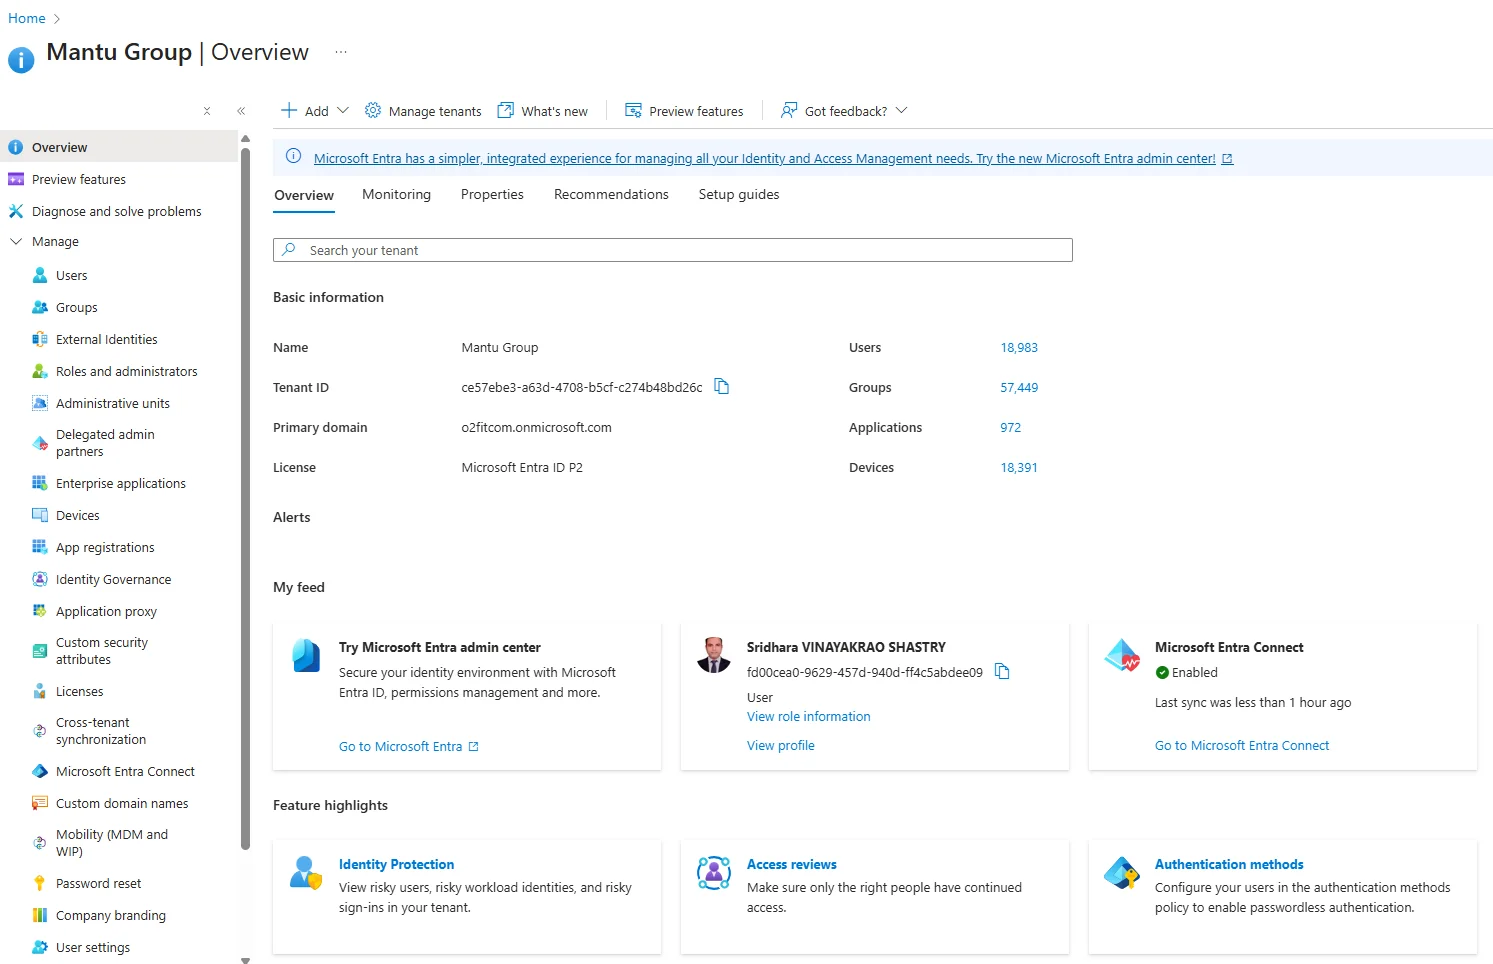 Home
Mantu Group | Overview
Add
Manage tenants
What's new
Preview features
Got feedback?
Overview
Preview features
Diagnose and solve problems
Manage
Users
Groups
External Identities
Roles and administrators
Administrative units
Delegated admin
partners
Enterprise applications
Devices
App registrations
Identity Governance
Application proxy
Custom security
attributes
Licenses
Cross-tenant
synchronization
Microsoft Entra Connect
Custom domain names
Mobility (MDM and
WIP)
Password reset
Company branding
User settings
Microsoft Entra has a simpler, integrated experience for managing all your Identity and Access Management needs. Try the new Microsoft Entra admin center!
Overview
Monitoring
Properties
Recommendations
Setup guides
Search your tenant
Basic information
Name
Mantu Group
Users
18,983
Tenant ID
ce57ebe3-a63d-4708-b5cf-c274b48bd26c
Groups
57,449
Primary domain
o2fitcom.onmicrosoft.com
Applications
972
License
Microsoft Entra ID P2
Devices
18,391
Alerts
My feed
Try Microsoft Entra admin center
Secure your identity environment with Microsoft
Entra ID, permissions management and more.
Go to Microsoft Entra
Sridhara VINAYAKRAO SHASTRY
fd00cea0-9629-457d-940d-ff4c5abdee09
User
View role information
View profile
Microsoft Entra Connect
Enabled
Last sync was less than 1 hour ago
Go to Microsoft Entra Connect
Feature highlights
Identity Protection
View risky users, risky workload identities, and risky
sign-ins in your tenant.
Access reviews
Make sure only the right people have continued
access.
Authentication methods
Configure your users in the authentication methods
policy to enable passwordless authentication.